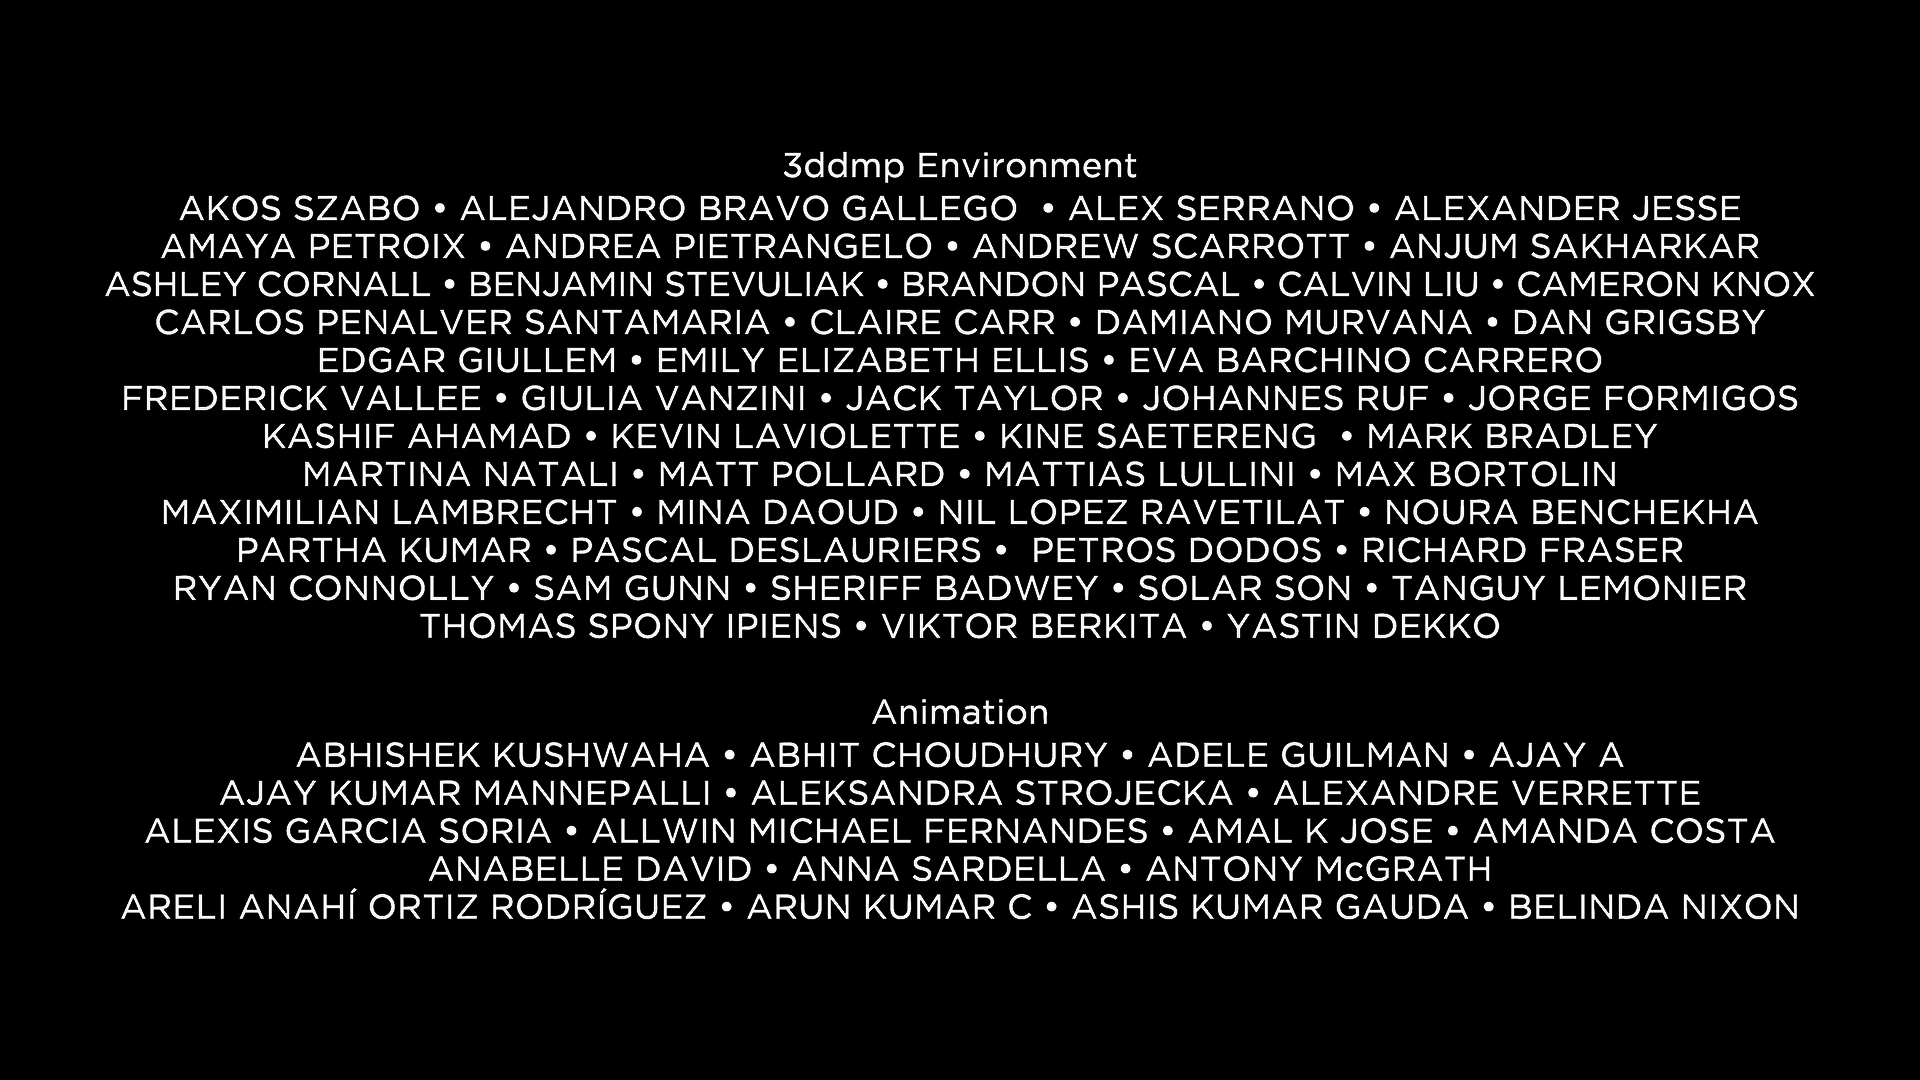 3ddmp Environment
AKOS SZABO • ALEJANDRO BRAVO GALLEGO • ALEX SERRANO • ALEXANDER JESSE
AMAYA PETROIX • ANDREA PIETRANGELO • ANDREW SCARROTT • ANJUM SAKHARKAR
ASHLEY CORNALL • BENJAMIN STEVULIAK • BRANDON PASCAL • CALVIN LIU • CAMERON KNOX
CARLOS PENALVER SANTAMARIA • CLAIRE CARR • DAMIANO MURVANA • DAN GRIGSBY
EDGAR GIULLEM • EMILY ELIZABETH ELLIS • EVA BARCHINO CARRERO
FREDERICK VALLEE • GIULIA VANZINI • JACK TAYLOR • JOHANNES RUF • JORGE FORMIGOS
KASHIF AHAMAD • KEVIN LAVIOLETTE • KINE SAETERENG • MARK BRADLEY
MARTINA NATALI • MATT POLLARD • MATTIAS LULLINI • MAX BORTOLIN
MAXIMILIAN LAMBRECHT • MINA DAOUD • NIL LOPEZ RAVETILAT • NOURA BENCHEKHA
PARTHA KUMAR • PASCAL DESLAURIERS • PETROS DODOS • RICHARD FRASER
RYAN CONNOLLY • SAM GUNN • SHERIFF BADWEY • SOLAR SON • TANGUY LEMONIER
THOMAS SPONY IPIENS • VIKTOR BERKITA • YASTIN DEKKO
Animation
ABHISHEK KUSHWAHA • ABHIT CHOUDHURY • ADELE GUILMAN • AJAY A
AJAY KUMAR MANNEPALLI • ALEKSANDRA STROJECKA • ALEXANDRE VERRETTE
ALEXIS GARCIA SORIA • ALLWIN MICHAEL FERNANDES • AMAL K JOSE • AMANDA COSTA
ANABELLE DAVID • ANNA SARDELLA • ANTONY McGRATH
ARELI ANAHÍ ORTIZ RODRÍGUEZ • ARUN KUMAR C • ASHIS KUMAR GAUDA • BELINDA NIXON